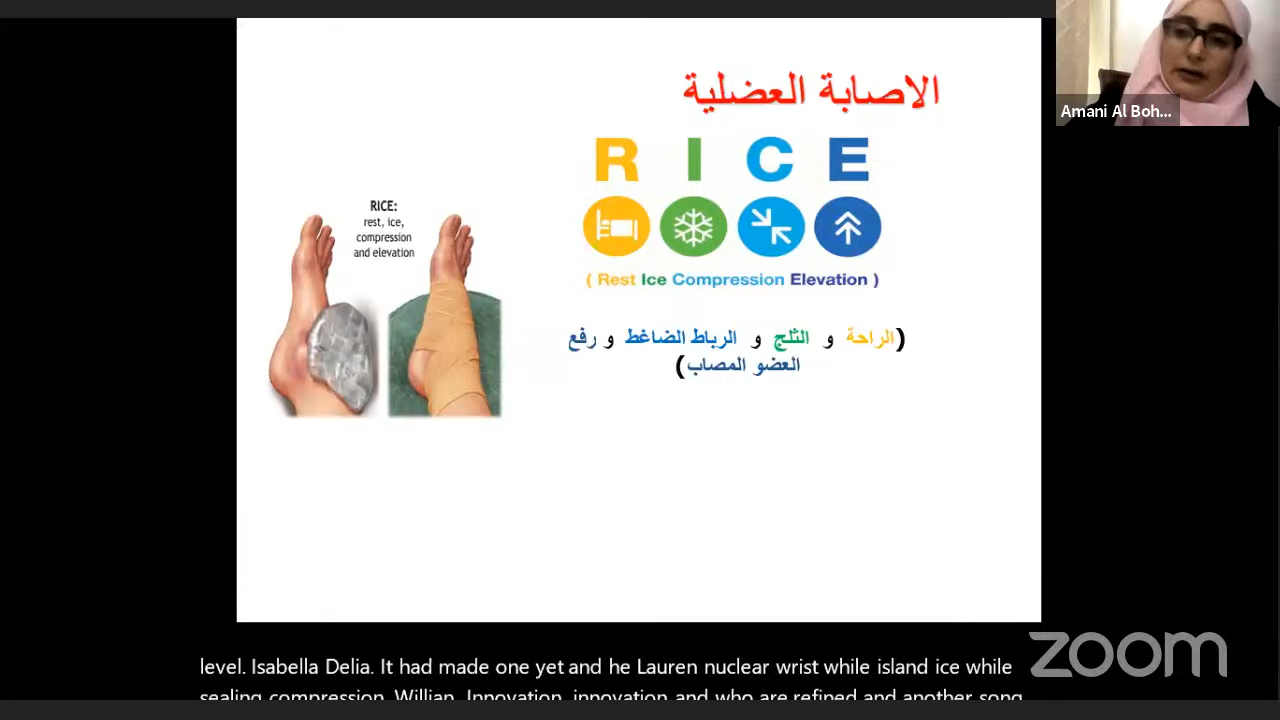 الاصابة العضلية
R I C E
( Rest Ice Compression Elevation )
(الراحة و الثلج و الرباط الضاغط و رفع
العضو المصاب)
RICE:
rest, ice,
compression
and elevation
Amani Al Boh...
level. Isabella Delia. It had made one yet and he Lauren nuclear wrist while island ice while
sealing compression. Willian. Innovation, innovation and who are refined and another song
zoom